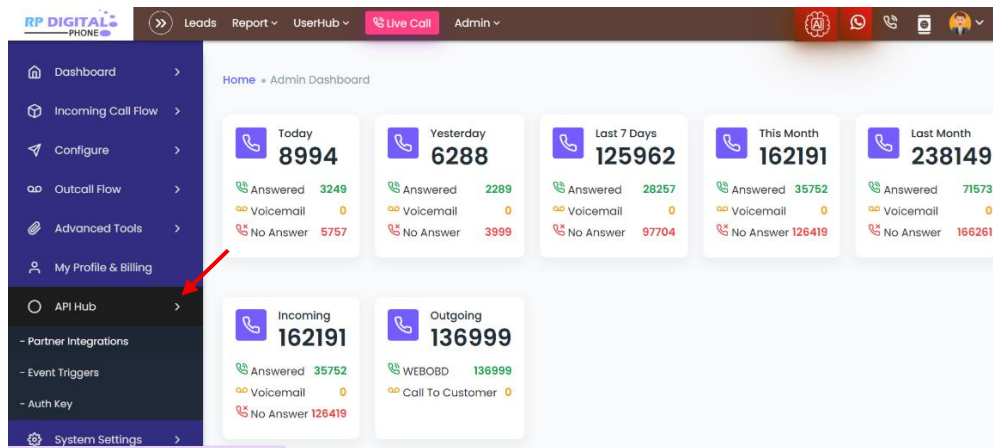 RP DIGITAL PHONE
Leads Report UserHub Live Call Admin
AI
Dashboard
Incoming Call Flow
Configure
Outcall Flow
Advanced Tools
My Profile & Billing
API Hub
- Partner Integrations
- Event Triggers
- Auth Key
System Settings
Home • Admin Dashboard
Today
8994
Answered 3249
Voicemail 0
No Answer 5757
Yesterday
6288
Answered 2289
Voicemail 0
No Answer 3999
Last 7 Days
125962
Answered 28257
Voicemail 0
No Answer 97704
This Month
162191
Answered 35752
Voicemail 0
No Answer 126419
Last Month
238149
Answered 71573
Voicemail 0
No Answer 166261
Incoming
162191
Answered 35752
Voicemail 0
No Answer 126419
Outgoing
136999
WEBOBD 136999
Call To Customer 0